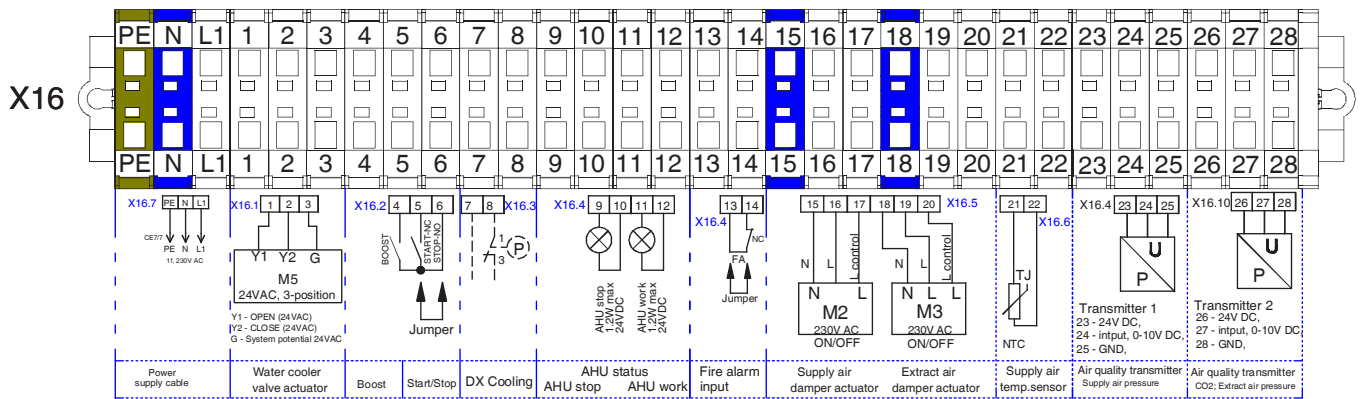 PE N L1 1 2 3 4 5 6 7 8 9 10 11 12 13 14 15 16 17 18 19 20 21 22 23 24 25 26 27 28
X16
PE N L1 1 2 3 4 5 6 7 8 9 10 11 12 13 14 15 16 17 18 19 20 21 22 23 24 25 26 27 28
X16.7 PE N L1
CE7/7
PE N L1
1f, 230V AC
Power
supply cable
X16.1 1 2 3
Y1 Y2 G
M5
24VAC, 3-position
Y1 - OPEN (24VAC)
Y2 - CLOSE (24VAC)
G - System potential 24VAC
Water cooler
valve actuator
X16.2 4 5 6
BOOST
START-NC
STOP-NO
Jumper
Boost
Start/Stop
7 8 X16.3
1
3
P
DX Cooling
X16.4 9 10 11 12
AHU stop
1.2W max
24VDC
AHU work
1.2W max
24VDC
AHU status
AHU stop AHU work
13 14
X16.4
NC
FA
Jumper
Fire alarm
input
15 16 17 18 19 20 X16.5
N L L control
N L L control
N L
M2
230V AC
ON/OFF
N L L
M3
230V AC
ON/OFF
Supply air
damper actuator
Extract air
damper actuator
21 22
X16.6
TJ
NTC
Supply air
temp.sensor
X16.4 23 24 25
U
P
Transmitter 1
23 - 24V DC,
24 - intput, 0-10V DC,
25 - GND,
Air quality transmitter
Supply air pressure
X16.10 26 27 28
U
P
Transmitter 2
26 - 24V DC,
27 - intput, 0-10V DC
28 - GND,
Air quality transmitter
CO2; Extract air pressure